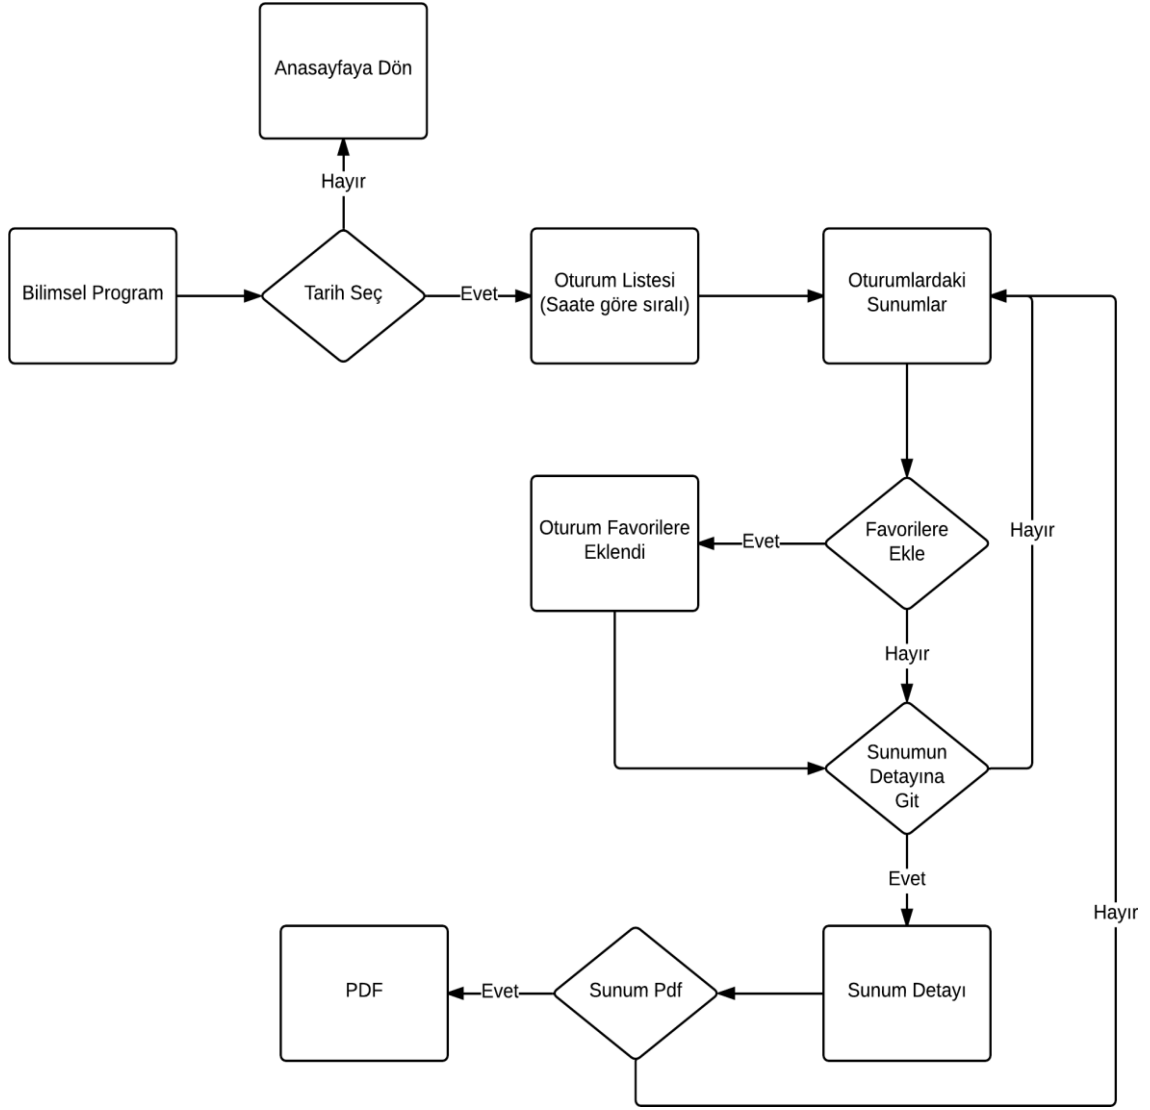 Anasayfaya Dön
Hayır
Bilimsel Program
Tarih Seç
Evet
Oturum Listesi
(Saate göre sıralı)
Oturumlardaki
Sunumlar
Oturum Favorilere
Eklendi
Evet
Favorilere
Ekle
Hayır
Hayır
Sunumun
Detayına
Git
Evet
Hayır
PDF
Evet
Sunum Pdf
Sunum Detayı